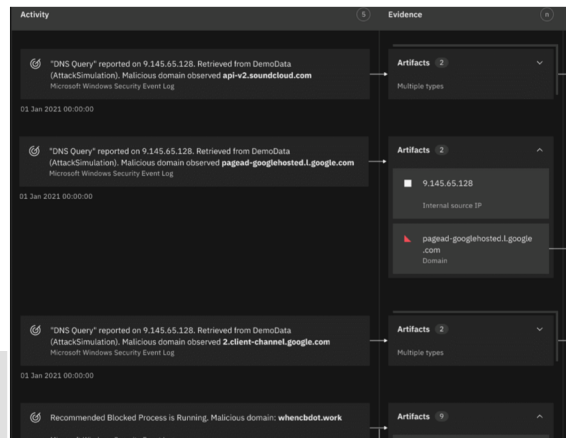 Activity 5 Evidence
"DNS Query" reported on 9.145.65.128. Retrieved from DemoData
(AttackSimulation). Malicious domain observed api-v2.soundcloud.com
Microsoft Windows Security Event Log
Artifacts 2
Multiple types
01 Jan 2021 00:00:00
"DNS Query" reported on 9.145.65.128. Retrieved from DemoData
(AttackSimulation). Malicious domain observed pagead-googlehosted.l.google.com
Microsoft Windows Security Event Log
Artifacts 2
01 Jan 2021 00:00:00
9.145.65.128
Internal source IP
pagead-googlehosted.l.google
.com
Domain
"DNS Query" reported on 9.145.65.128. Retrieved from DemoData
(AttackSimulation). Malicious domain observed 2.client-channel.google.com
Microsoft Windows Security Event Log
Artifacts 2
Multiple types
01 Jan 2021 00:00:00
Recommended Blocked Process is Running. Malicious domain: whencbdot.work
Artifacts 9